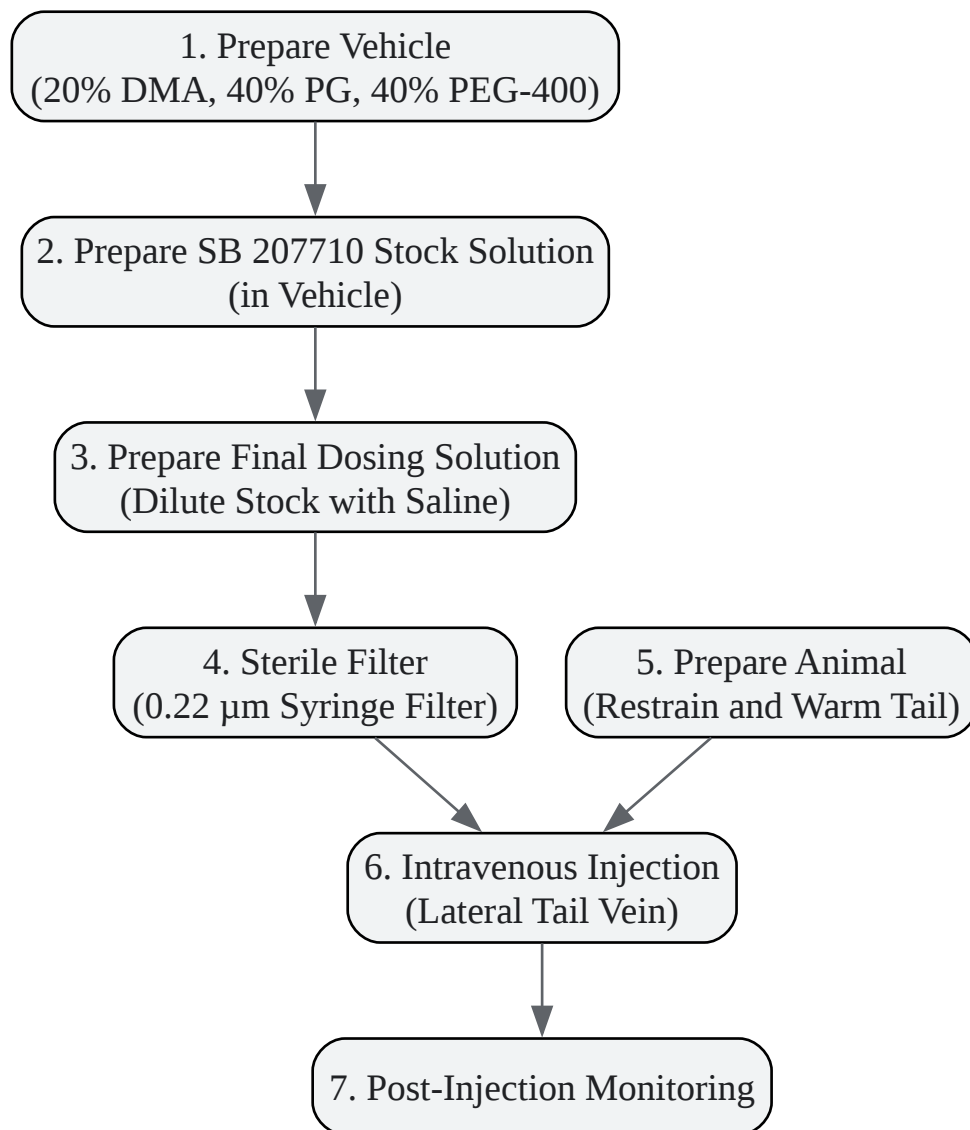 1. Prepare Vehicle
(20% DMA, 40% PG, 40% PEG-400)
2. Prepare SB 207710 Stock Solution
(in Vehicle)
3. Prepare Final Dosing Solution
(Dilute Stock with Saline)
4. Sterile Filter
(0.22 µm Syringe Filter)
5. Prepare Animal
(Restrain and Warm Tail)
6. Intravenous Injection
(Lateral Tail Vein)
7. Post-Injection Monitoring